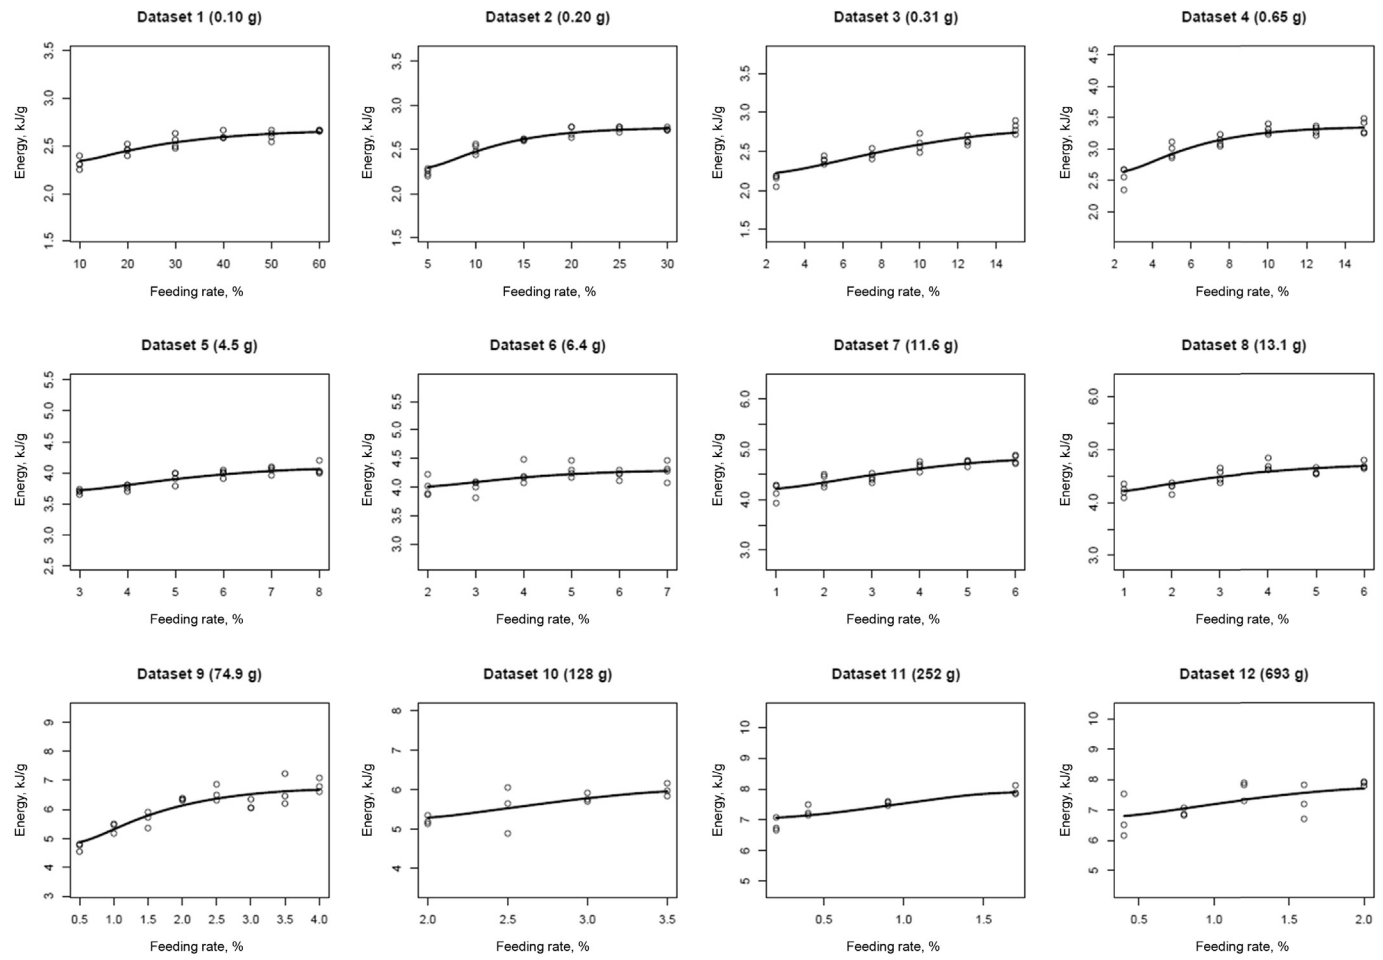 Dataset 1 (0.10 g) Dataset 2 (0.20 g) Dataset 3 (0.31 g) Dataset 4 (0.65 g)
Energy, kJ/g
1.5 2.0 2.5 3.0 3.5
10 20 30 40 50 60
Feeding rate, %
Energy, kJ/g
1.5 2.0 2.5 3.0 3.5
5 10 15 20 25 30
Feeding rate, %
Energy, kJ/g
1.5 2.0 2.5 3.0 3.5
2 4 6 8 10 12 14
Feeding rate, %
Energy, kJ/g
2.0 2.5 3.0 3.5 4.0 4.5
2 4 6 8 10 12 14
Feeding rate, %
Dataset 5 (4.5 g) Dataset 6 (6.4 g) Dataset 7 (11.6 g) Dataset 8 (13.1 g)
Energy, kJ/g
2.5 3.0 3.5 4.0 4.5 5.0 5.5
3 4 5 6 7 8
Feeding rate, %
Energy, kJ/g
3.0 3.5 4.0 4.5 5.0 5.5
2 3 4 5 6 7
Feeding rate, %
Energy, kJ/g
3.0 4.0 5.0 6.0
1 2 3 4 5 6
Feeding rate, %
Energy, kJ/g
3.0 4.0 5.0 6.0
1 2 3 4 5 6
Feeding rate, %
Dataset 9 (74.9 g) Dataset 10 (128 g) Dataset 11 (252 g) Dataset 12 (693 g)
Energy, kJ/g
3 4 5 6 7 8 9
0.5 1.0 1.5 2.0 2.5 3.0 3.5 4.0
Feeding rate, %
Energy, kJ/g
4 5 6 7 8
2.0 2.5 3.0 3.5
Feeding rate, %
Energy, kJ/g
5 6 7 8 9 10
0.5 1.0 1.5
Feeding rate, %
Energy, kJ/g
5 6 7 8 9 10
0.5 1.0 1.5 2.0
Feeding rate, %